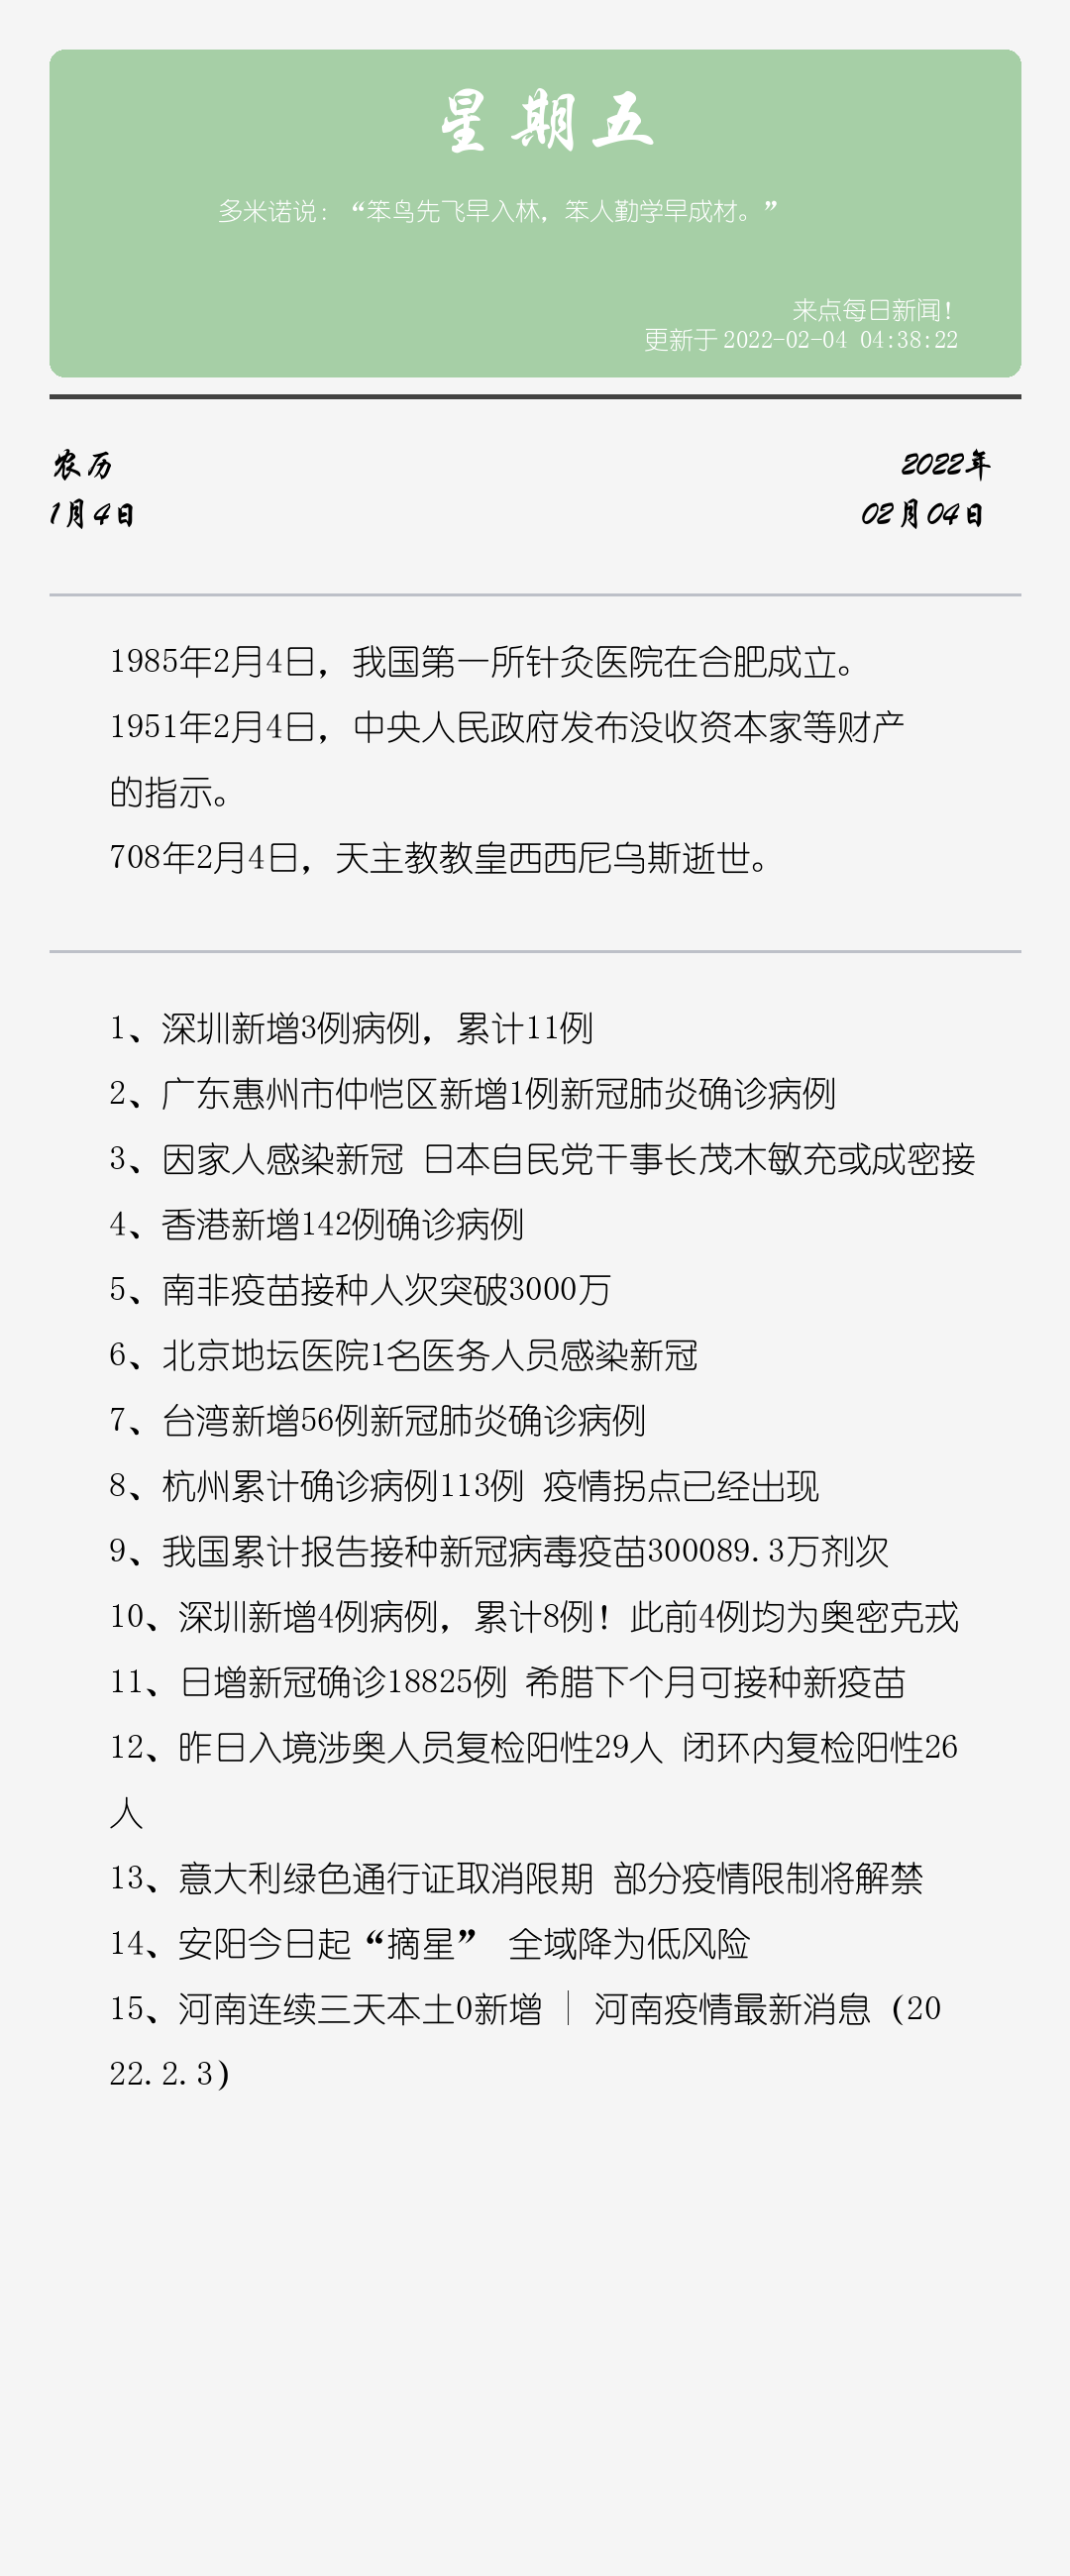 星期五
多米诺说：“笨鸟先飞早入林，笨人勤学早成材。”
来点每日新闻！
更新于 2022-02-04 04:38:22
农历
2022年
1月4日
02月04日
1985年2月4日，我国第一所针灸医院在合肥成立。
1951年2月4日，中央人民政府发布没收资本家等财产
的指示。
708年2月4日，天主教教皇西西尼乌斯逝世。
1、深圳新增3例病例，累计11例
2、广东惠州市仲恺区新增1例新冠肺炎确诊病例
3、因家人感染新冠 日本自民党干事长茂木敏充或成密接
4、香港新增142例确诊病例
5、南非疫苗接种人次突破3000万
6、北京地坛医院1名医务人员感染新冠
7、台湾新增56例新冠肺炎确诊病例
8、杭州累计确诊病例113例 疫情拐点已经出现
9、我国累计报告接种新冠病毒疫苗300089.3万剂次
10、深圳新增4例病例，累计8例！此前4例均为奥密克戎
11、日增新冠确诊18825例 希腊下个月可接种新疫苗
12、昨日入境涉奥人员复检阳性29人 闭环内复检阳性26
人
13、意大利绿色通行证取消限期 部分疫情限制将解禁
14、安阳今日起“摘星” 全域降为低风险
15、河南连续三天本土0新增 | 河南疫情最新消息（20
22.2.3）